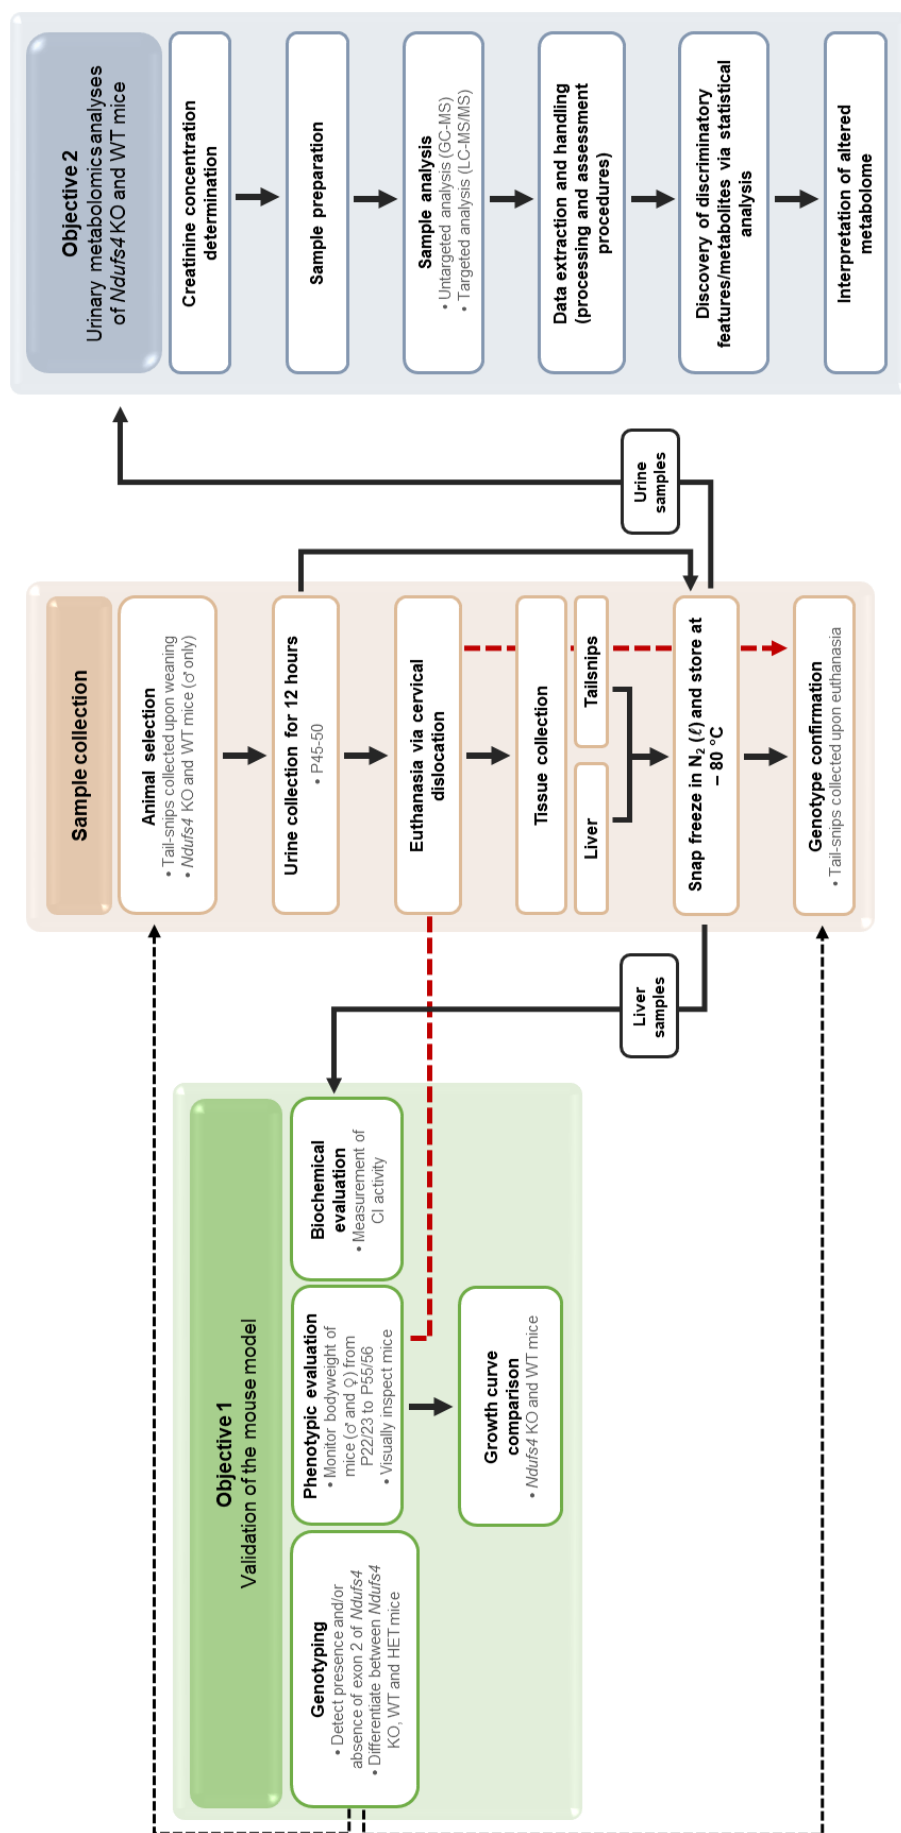 Objective 1
Validation of the mouse model
Genotyping
• Detect presence and/or
absence of exon 2 of Ndufs4
• Differentiate between Ndufs4
KO, WT and HET mice
Phenotypic evaluation
• Monitor bodyweight of
mice (♂ and ♀) from
P22/23 to P55/56
• Visually inspect mice
Biochemical
evaluation
• Measurement of
CI activity
Growth curve
comparison
• Ndufs4 KO and WT mice
Liver
samples
Sample collection
Animal selection
• Tail-snips collected upon weaning
• Ndufs4 KO and WT mice (♂ only)
Urine collection for 12 hours
• P45-50
Euthanasia via cervical
dislocation
Tissue collection
Liver
Tailsnips
Snap freeze in N₂ (ℓ) and store at
– 80 °C
Genotype confirmation
• Tail-snips collected upon euthanasia
Urine
samples
Objective 2
Urinary metabolomics analyses
of Ndufs4 KO and WT mice
Creatinine concentration
determination
Sample preparation
Sample analysis
• Untargeted analysis (GC-MS)
• Targeted analysis (LC-MS/MS)
Data extraction and handling
(processing and assessment
procedures)
Discovery of discriminatory
features/metabolites via statistical
analysis
Interpretation of altered
metabolome